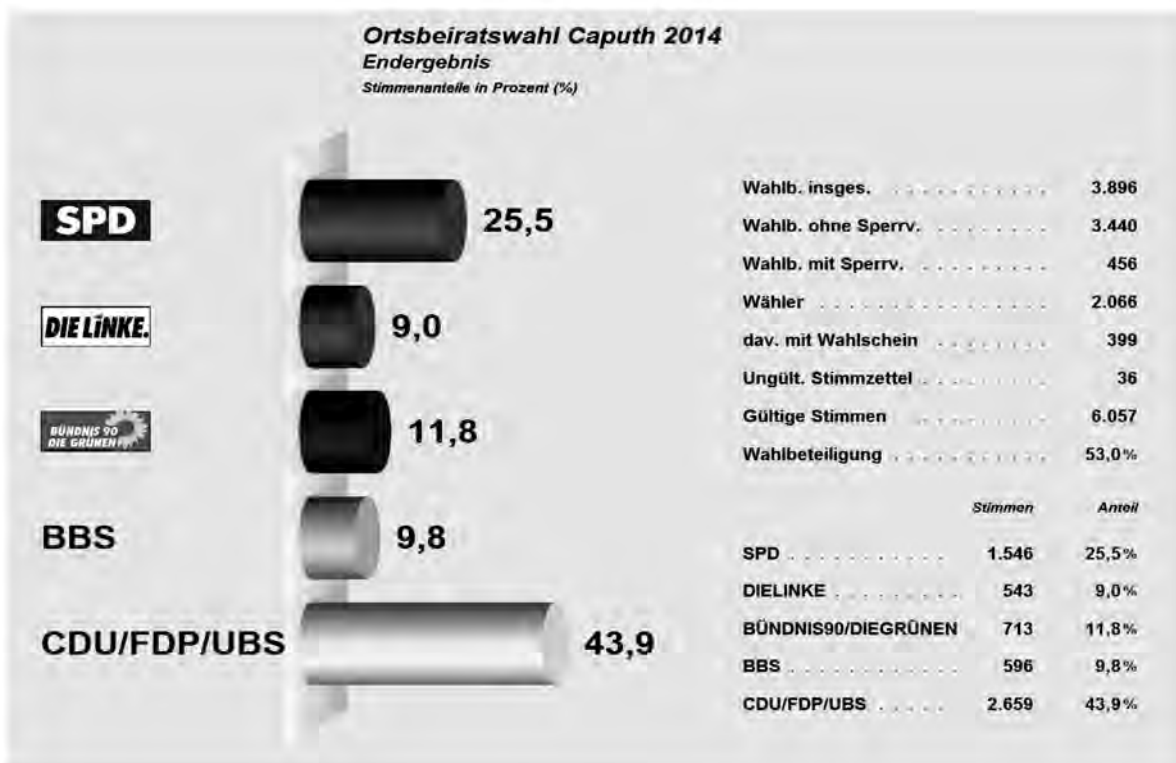 Ortsbeiratswahl Caputh 2014
Endergebnis
Stimmenanteile in Prozent (%)
SPD 25,5
DIE LINKE. 9,0
BÜNDNIS 90
DIE GRÜNEN 11,8
BBS 9,8
CDU/FDP/UBS 43,9
Wahlb. insges. . . . . . . . . . . . 3.896
Wahlb. ohne Sperrv. . . . . . . . . 3.440
Wahlb. mit Sperrv. . . . . . . . . . 456
Wähler . . . . . . . . . . . . . . . 2.066
dav. mit Wahlschein . . . . . . . . 399
Ungült. Stimmzettel . . . . . . . . . 36
Gültige Stimmen . . . . . . . . . 6.057
Wahlbeteiligung . . . . . . . . . . . 53,0%
Stimmen Anteil
SPD . . . . . . . . . . . 1.546 25,5%
DIELINKE . . . . . . . . . 543 9,0%
BÜNDNIS90/DIEGRÜNEN 713 11,8%
BBS . . . . . . . . . . . . 596 9,8%
CDU/FDP/UBS . . . . . 2.659 43,9%